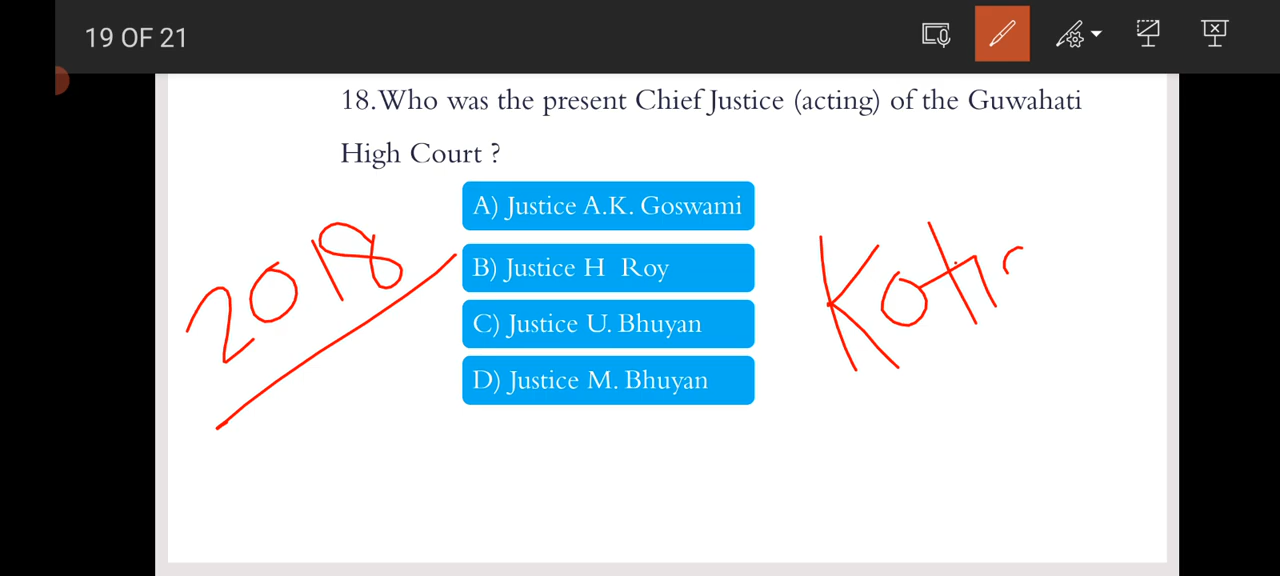 19 OF 21
18.Who was the present Chief Justice (acting) of the Guwahati
High Court ?
A) Justice A.K. Goswami
B) Justice H Roy
C) Justice U. Bhuyan
D) Justice M. Bhuyan
2018